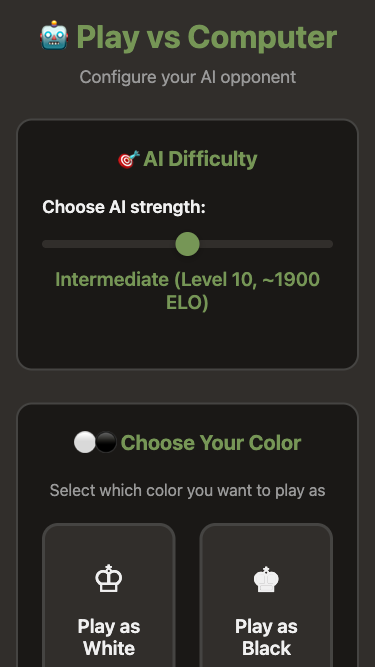 🤖 Play vs Computer
Configure your AI opponent
🎯 AI Difficulty
Choose AI strength:
Intermediate (Level 10, ~1900
ELO)
⚪⚫ Choose Your Color
Select which color you want to play as
♔ ♚
Play as Play as
White Black